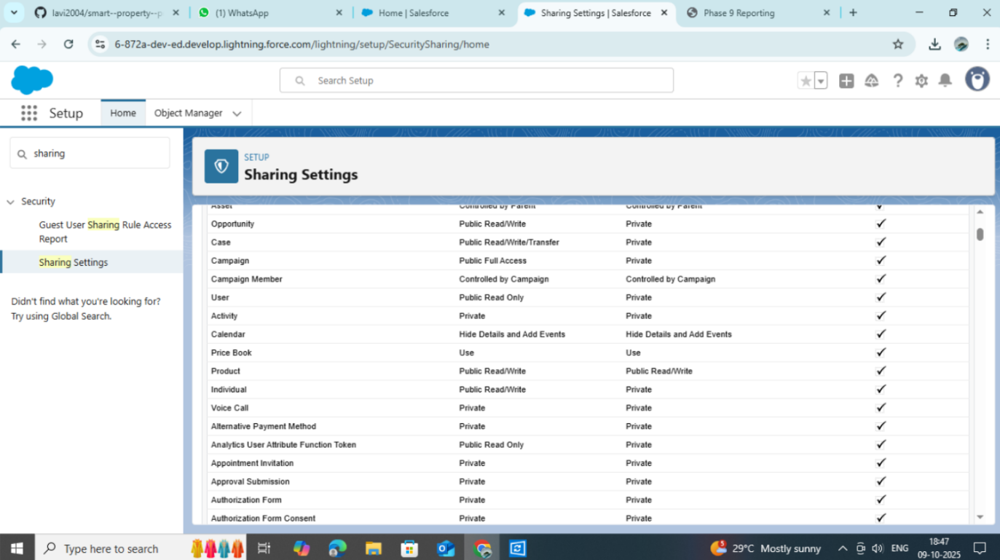 lavi2004/smart--property--p
(1) WhatsApp
Home | Salesforce
Sharing Settings | Salesforce
Phase 9 Reporting
6-872a-dev-ed.develop.lightning.force.com/lightning/setup/SecuritySharing/home
Search Setup
Setup
Home
Object Manager
sharing
Security
Guest User Sharing Rule Access
Report
Sharing Settings
Didn't find what you're looking for?
Try using Global Search.
SETUP
Sharing Settings
Asset Controlled by Parent Controlled by Parent
Opportunity Public Read/Write Private
Case Public Read/Write/Transfer Private
Campaign Public Full Access Private
Campaign Member Controlled by Campaign Controlled by Campaign
User Public Read Only Private
Activity Private Private
Calendar Hide Details and Add Events Hide Details and Add Events
Price Book Use Use
Product Public Read/Write Public Read/Write
Individual Public Read/Write Private
Voice Call Private Private
Alternative Payment Method Private Private
Analytics User Attribute Function Token Public Read Only Private
Appointment Invitation Private Private
Approval Submission Private Private
Authorization Form Private Private
Authorization Form Consent Private Private
Type here to search
5
29°C Mostly sunny
ENG
18:47
09-10-2025